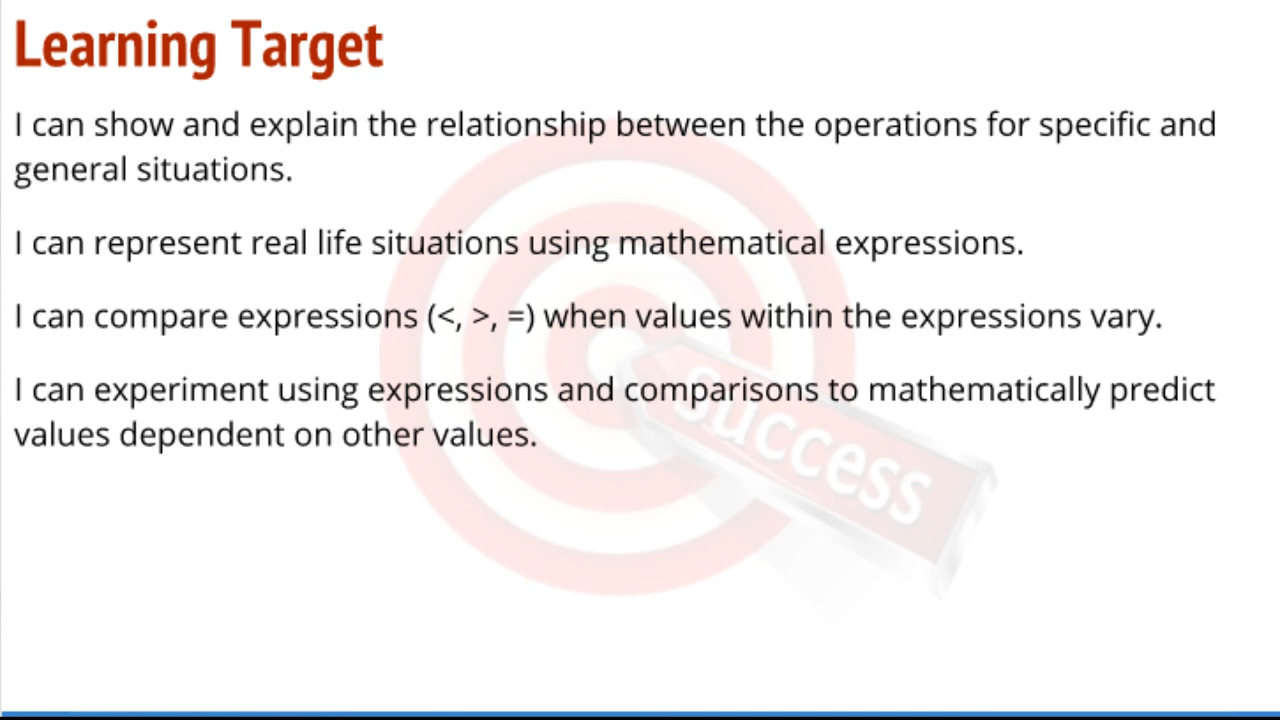 Learning Target
I can show and explain the relationship between the operations for specific and
general situations.
I can represent real life situations using mathematical expressions.
I can compare expressions (<, >, =) when values within the expressions vary.
I can experiment using expressions and comparisons to mathematically predict
values dependent on other values.
success